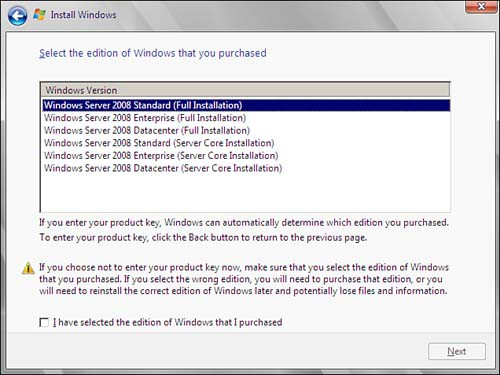 Install Windows
Select the edition of Windows that you purchased
Windows Version
Windows Server 2008 Standard (Full Installation)
Windows Server 2008 Enterprise (Full Installation)
Windows Server 2008 Datacenter (Full Installation)
Windows Server 2008 Standard (Server Core Installation)
Windows Server 2008 Enterprise (Server Core Installation)
Windows Server 2008 Datacenter (Server Core Installation)
If you enter your product key, Windows can automatically determine which edition you purchased.
To enter your product key, click the Back button to return to the previous page.
If you choose not to enter your product key now, make sure that you select the edition of Windows
that you purchased. If you select the wrong edition, you will need to purchase that edition, or you
will need to reinstall the correct edition of Windows later and potentially lose files and information.
I have selected the edition of Windows that I purchased
Next